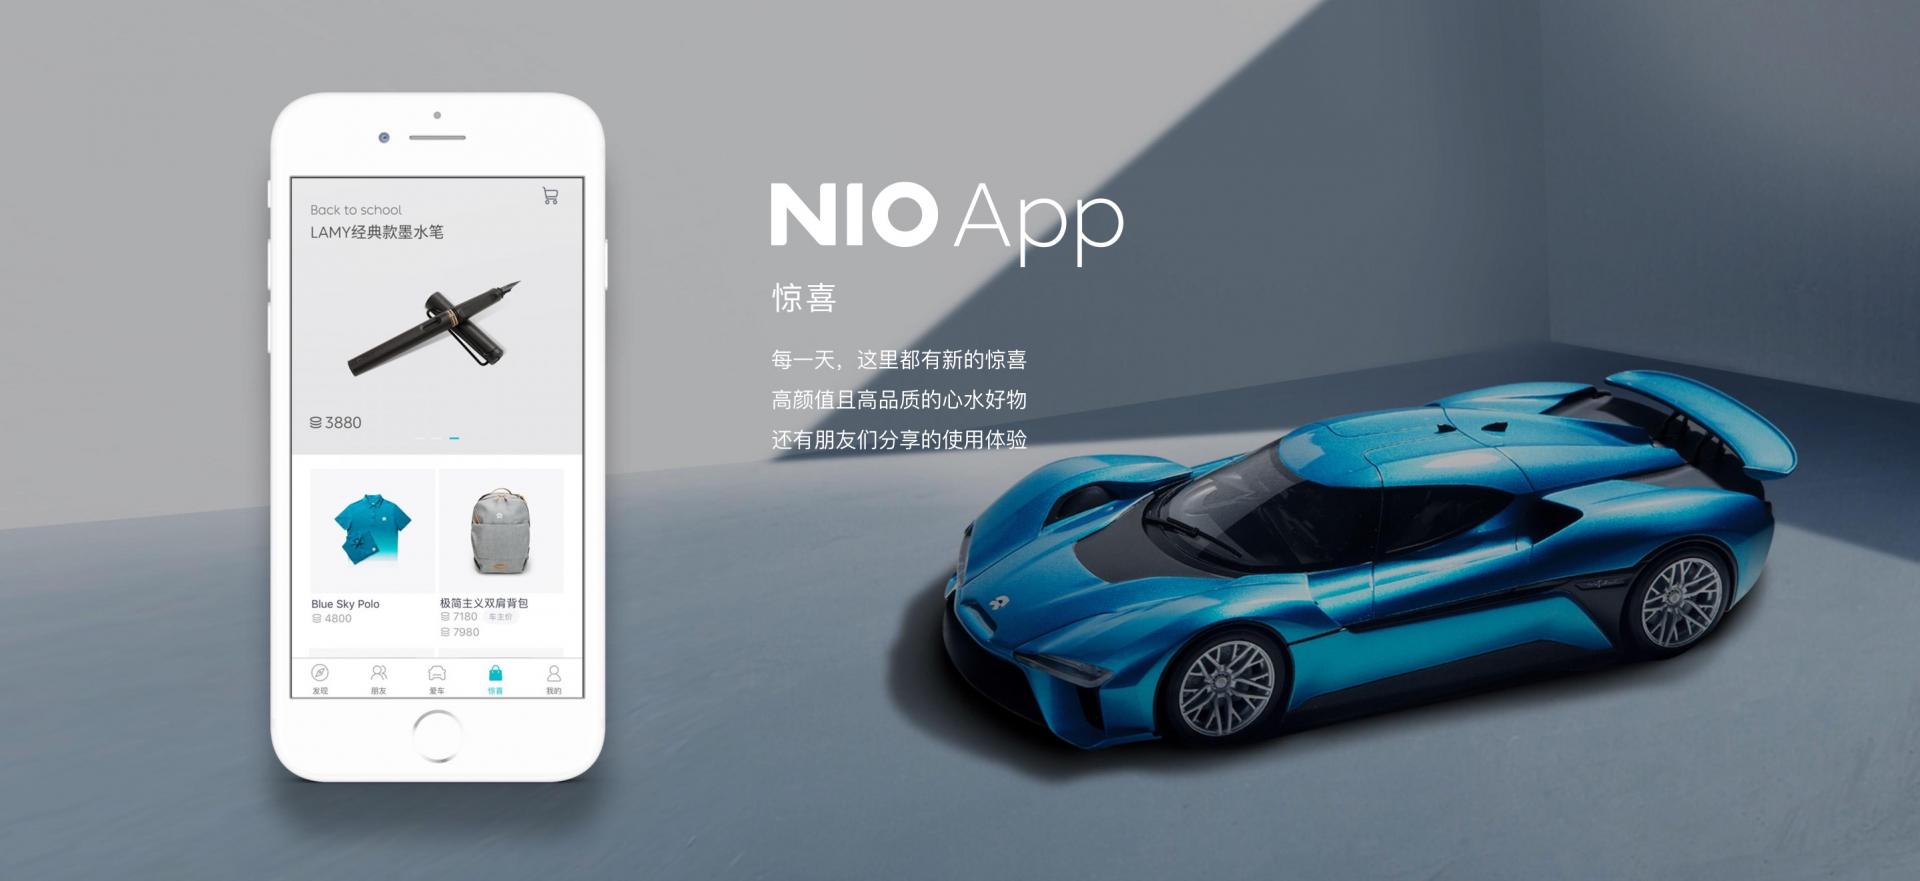 Back to school
LAMY经典款墨水笔
3880
Blue Sky Polo
4800
极简主义双肩背包
7180 车主价
7980
发现 朋友 爱车 惊喜 我的
NIO App
惊喜
每一天，这里都有新的惊喜
高颜值且高品质的心水好物
还有朋友们分享的使用体验